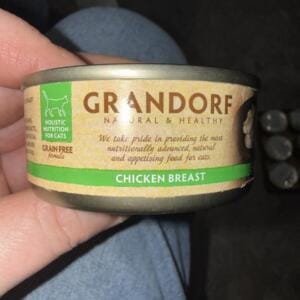 HOLISTIC
NUTRITION
FOR CATS
GRAIN FREE
formula
GRANDORF
NATURAL & HEALTHY
We take pride in providing the most
nutritionally advanced, natural
and appetising food for cats.
CHICKEN BREAST